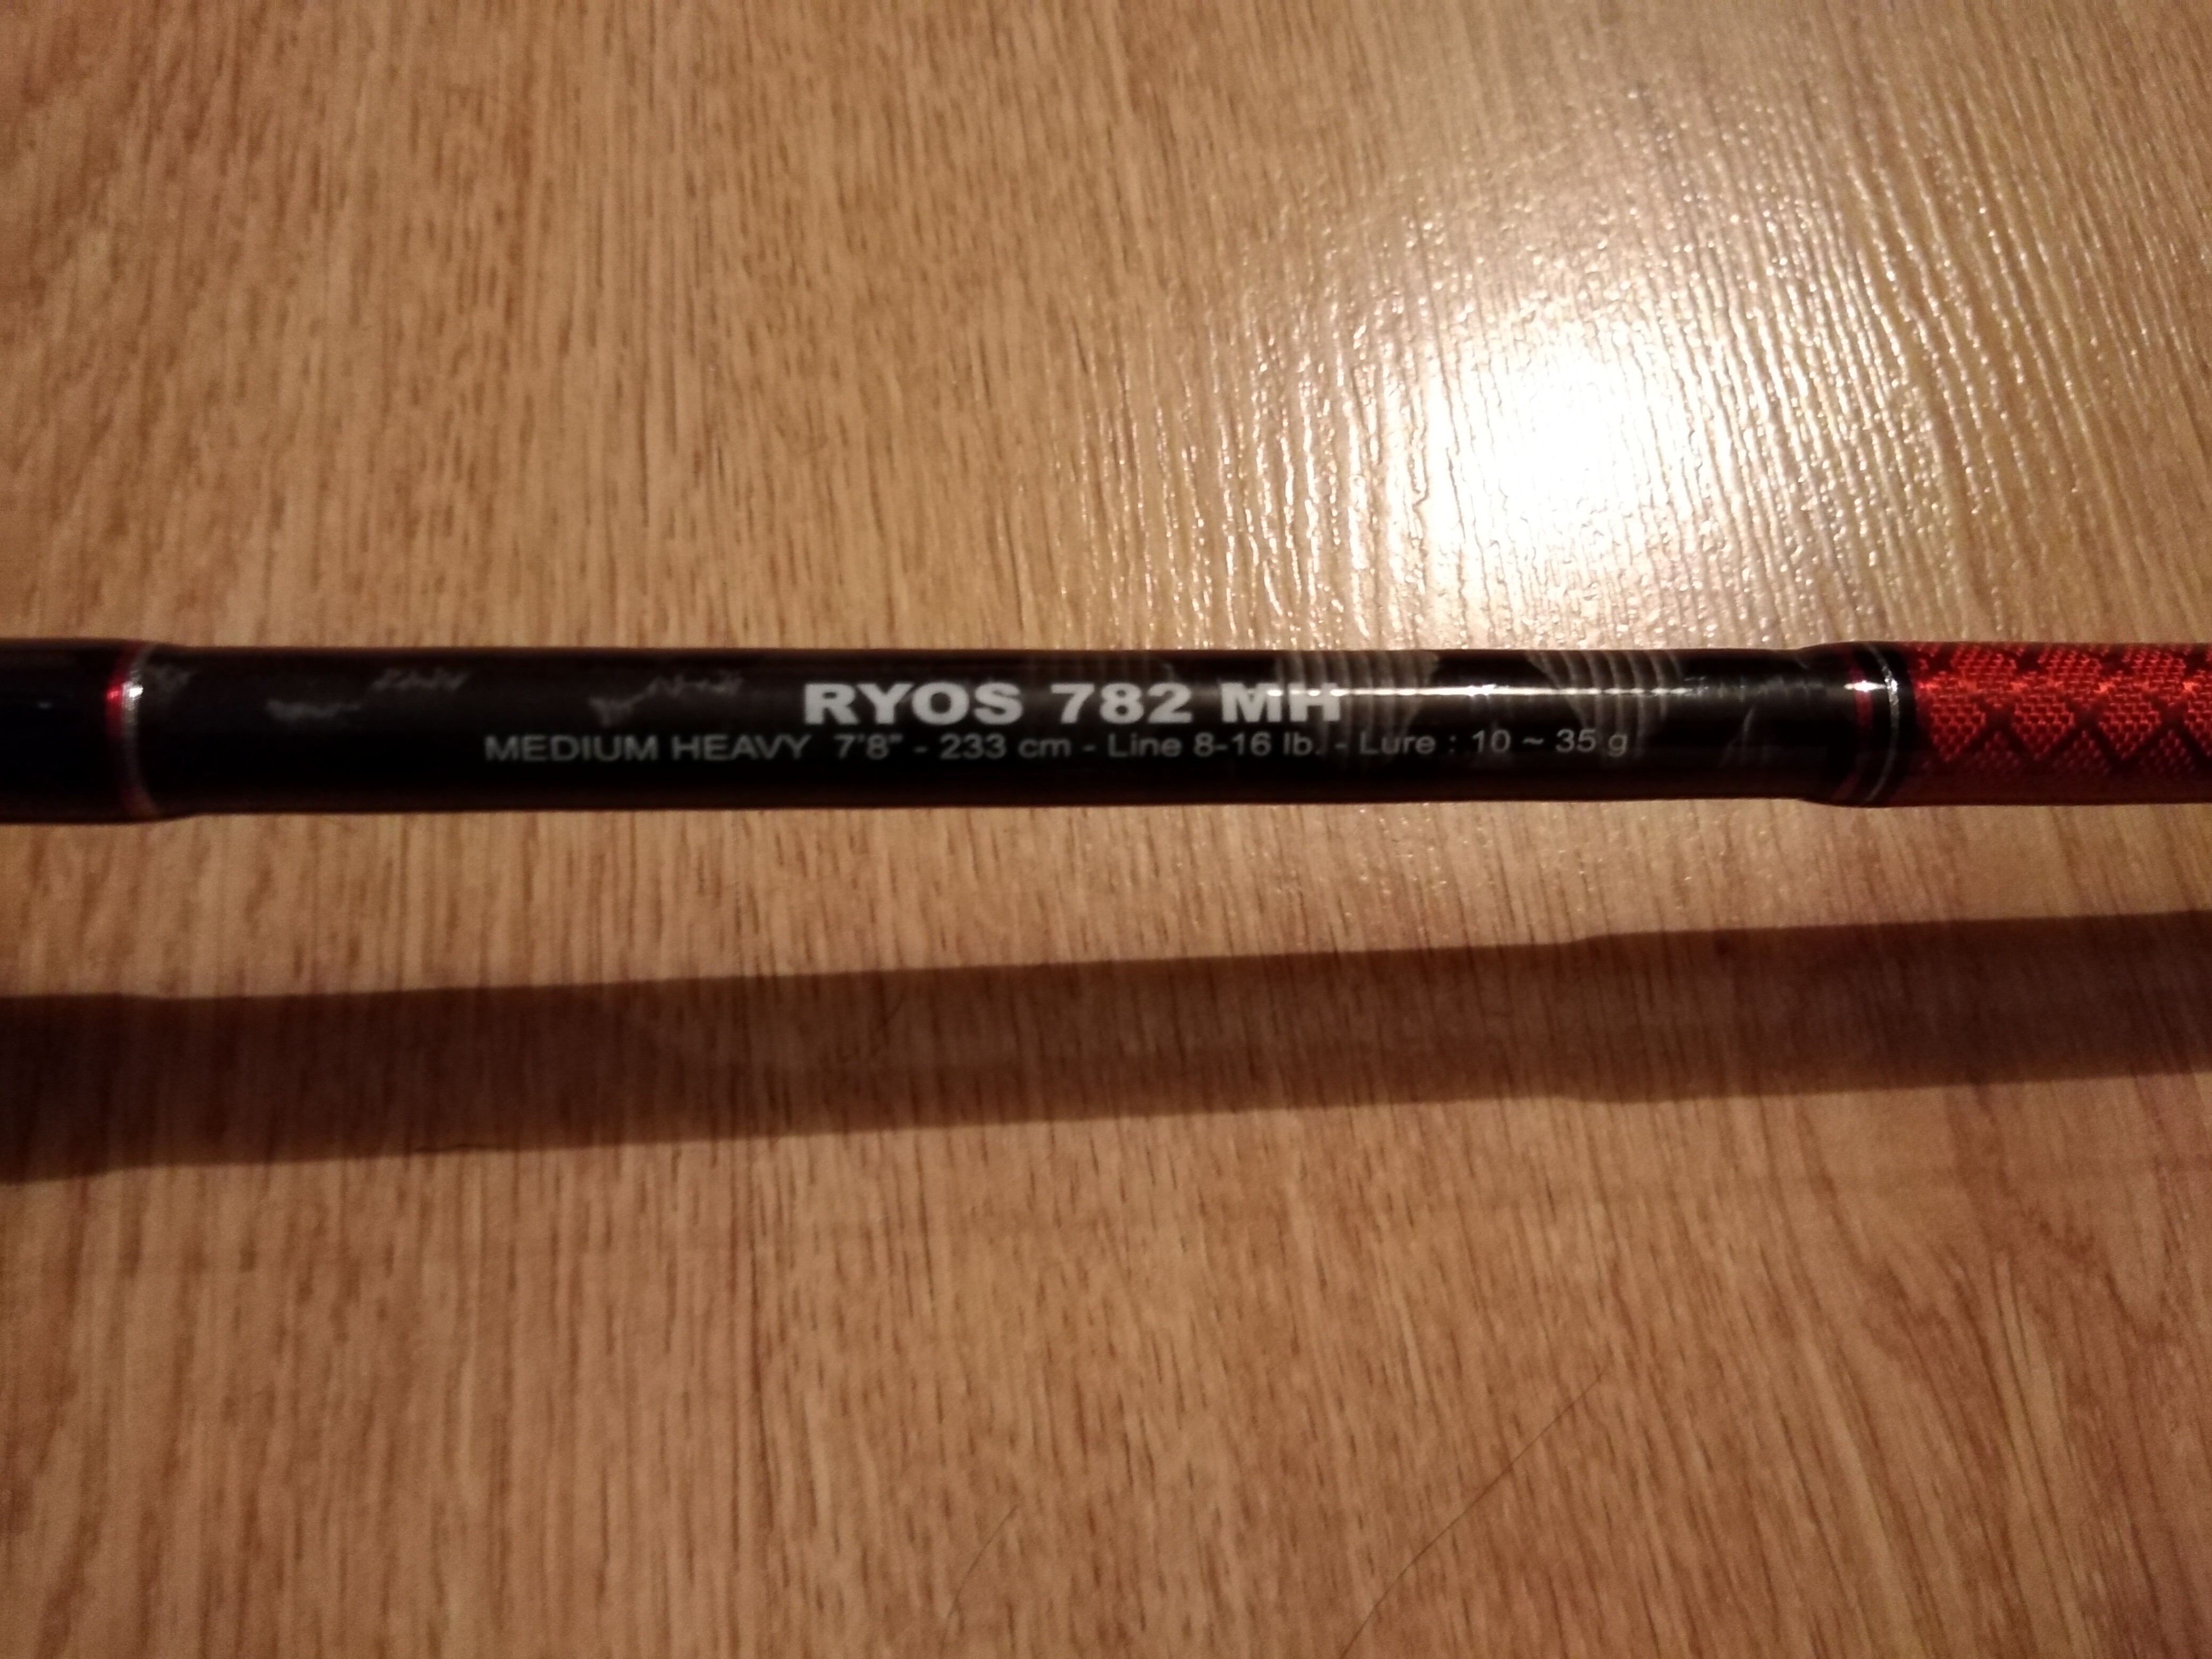 RYOS 782 MH
MEDIUM HEAVY 7'8" - 233 cm - Line 8-16 lb. - Lure : 10 ~ 35 g